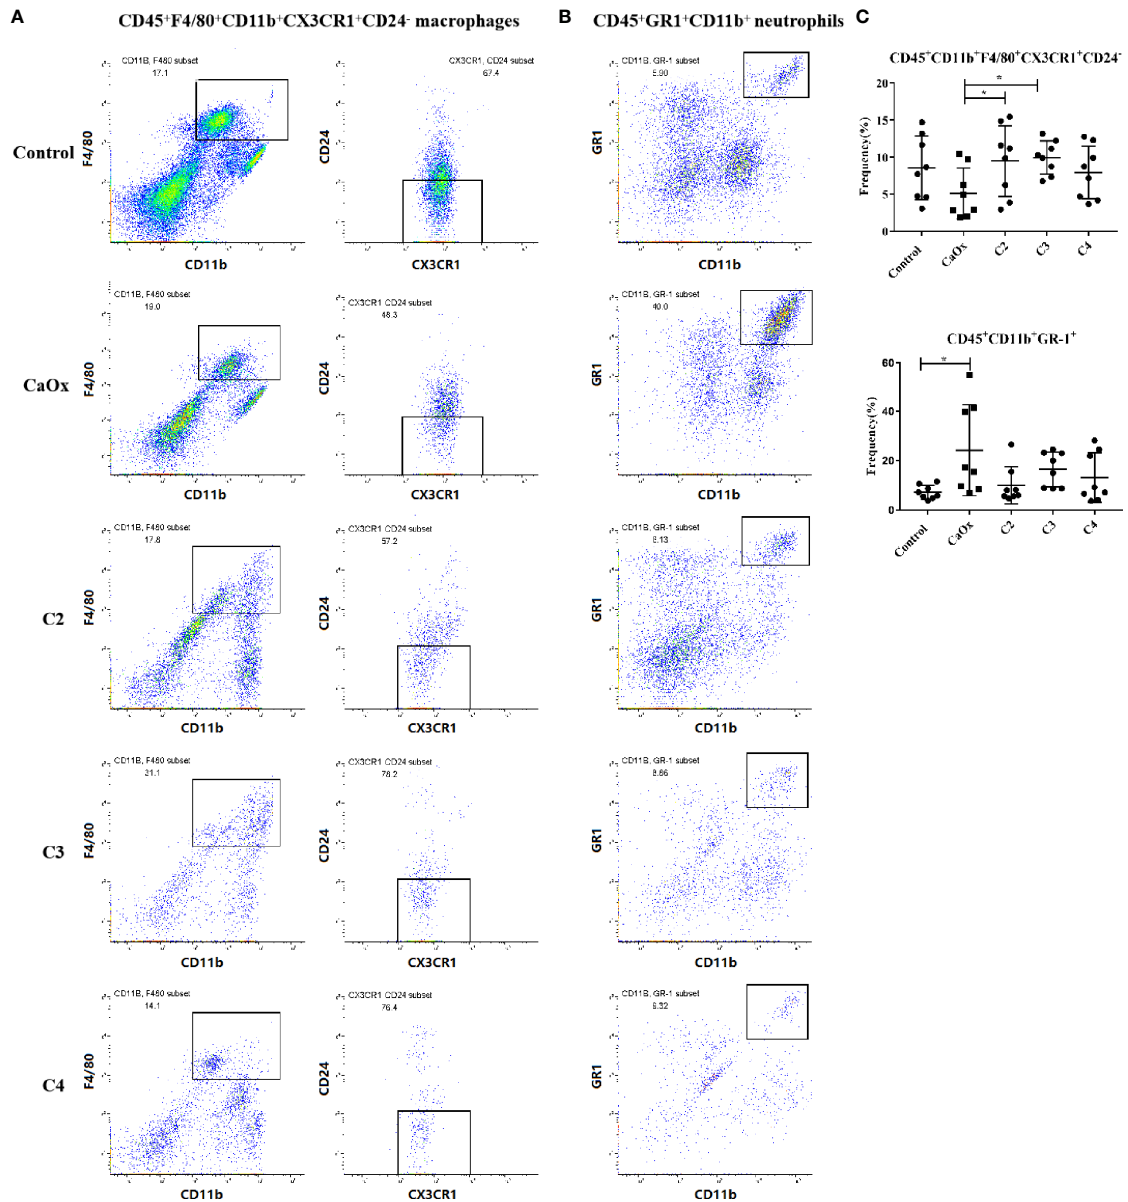 A
CD45⁺F4/80⁺CD11b⁺CX3CR1⁺CD24⁻ macrophages
B
CD45⁺GR1⁺CD11b⁺ neutrophils
C
Control
CD11B, F480 subset
17.1
F4/80
CD11b
CX3CR1, CD24 subset
67.4
CD24
CX3CR1
CD11B, GR-1 subset
5.90
GR1
CD11b
CaOx
CD11B, F480 subset
19.0
F4/80
CD11b
CX3CR1 CD24 subset
48.3
CD24
CX3CR1
CD11B, GR-1 subset
40.0
GR1
CD11b
C2
CD11B, F480 subset
17.8
F4/80
CD11b
CX3CR1 CD24 subset
57.2
CD24
CX3CR1
CD11B, GR-1 subset
GR1
CD11b
C3
CD11B, F480 subset
F4/80
CD11b
CX3CR1 CD24 subset
78.2
CD24
CX3CR1
CD11B, GR-1 subset
GR1
CD11b
C4
CD11B, F480 subset
14.1
F4/80
CD11b
CX3CR1 CD24 subset
76.4
CD24
CX3CR1
CD11B, GR-1 subset
GR1
CD11b
CD45⁺CD11b⁺F4/80⁺CX3CR1⁺CD24⁻
Frequency(%)
20
15
10
5
0
*
*
Control
CaOx
C2
C3
C4
CD45⁺CD11b⁺GR-1⁺
Frequency(%)
60
40
20
0
*
Control
CaOx
C2
C3
C4